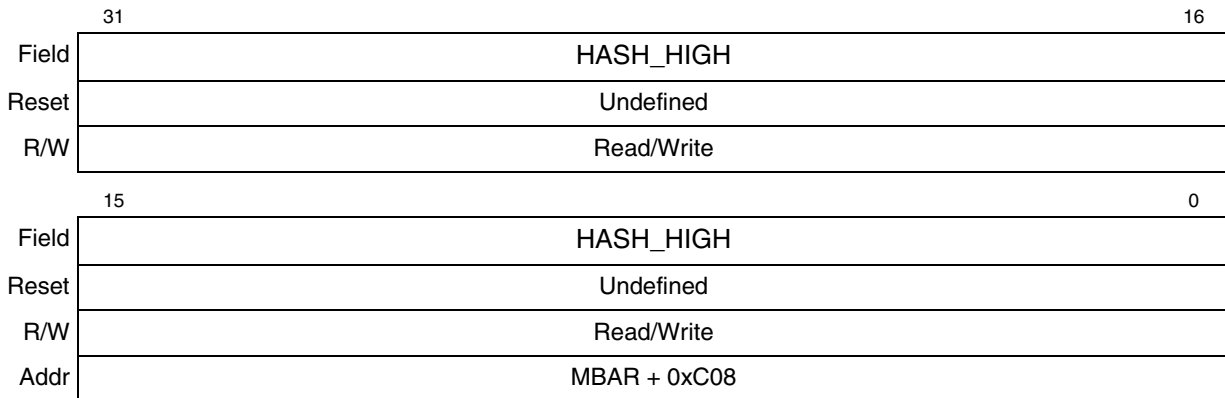 31 16
Field HASH_HIGH
Reset Undefined
R/W Read/Write
15 0
Field HASH_HIGH
Reset Undefined
R/W Read/Write
Addr MBAR + 0xC08